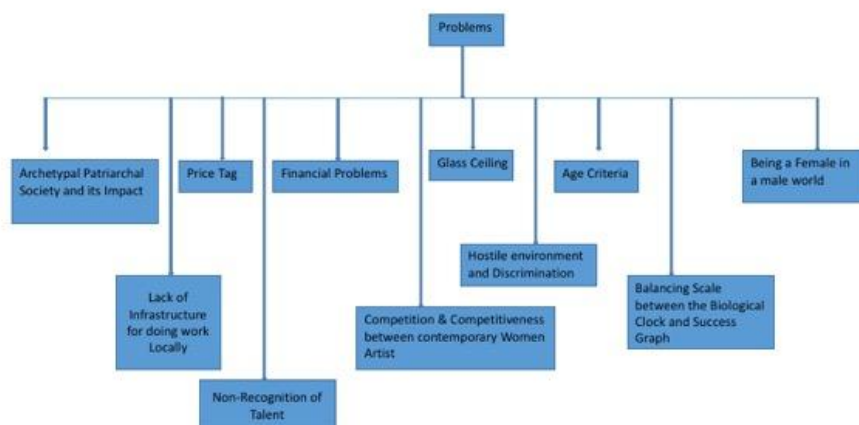 Problems
Archetypal Patriarchal
Society and its Impact
Price Tag
Financial Problems
Glass Ceiling
Age Criteria
Being a Female in
a male world
Hostile environment
and Discrimination
Lack of
Infrastructure
for doing work
Locally
Competition & Competitiveness
between contemporary Women
Artist
Balancing Scale
between the Biological
Clock and Success
Graph
Non-Recognition of
Talent